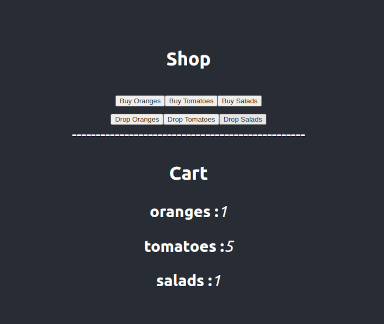 Shop
Buy Oranges Buy Tomatoes Buy Salads
Drop Oranges Drop Tomatoes Drop Salads
--------------------------------------------------
Cart
oranges :1
tomatoes :5
salads :1